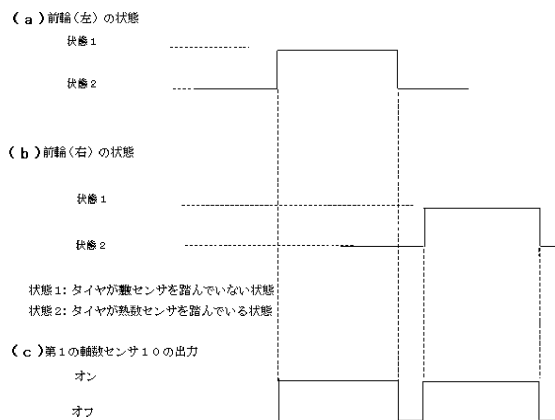 (a)前輪(左)の状態
状態1
状態2
(b)前輪(右)の状態
状態1
状態2
状態1:タイヤが センサを踏んでいない状態
状態2:タイヤが 数センサを踏んでいる状態
(c)第1の軸数センサ10の出力
オン
オフ